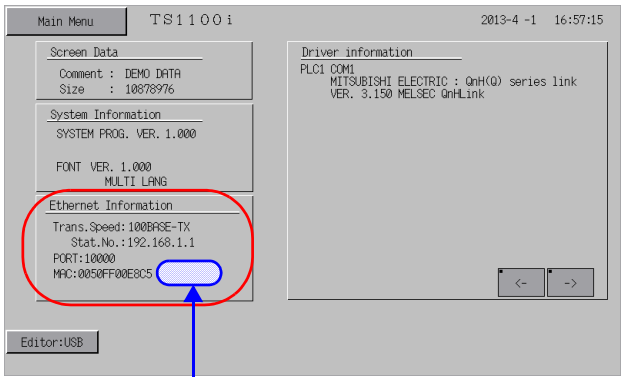 Main Menu
TS1100i
2013-4 -1 16:57:15
Screen Data
Comment : DEMO DATA
Size : 10878976
System Information
SYSTEM PROG. VER. 1.000
FONT VER. 1.000
MULTI LANG
Ethernet Information
Trans.Speed:100BASE-TX
Stat.No.:192.168.1.1
PORT:10000
MAC:0050FF00E8C5
Driver information
PLC1 COM1
MITSUBISHI ELECTRIC : QnH(Q) series link
VER. 3.150 MELSEC QnHLink
<- ->
Editor:USB